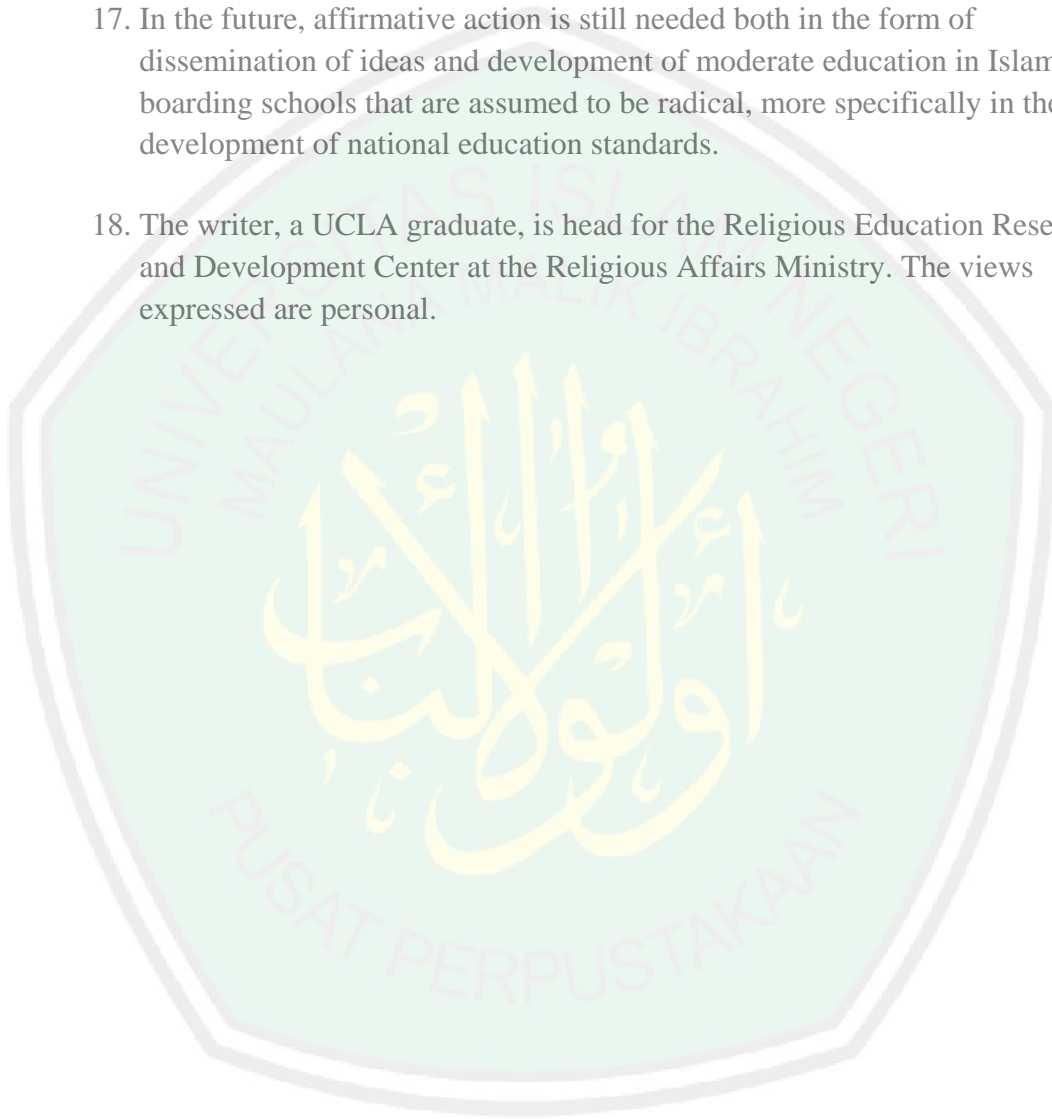 17. In the future, affirmative action is still needed both in the form of
dissemination of ideas and development of moderate education in Islam
boarding schools that are assumed to be radical, more specifically in the
development of national education standards.
18. The writer, a UCLA graduate, is head for the Religious Education Rese
and Development Center at the Religious Affairs Ministry. The views
expressed are personal.
UNIVERSITAS ISLAM NEGERI
MAULANA MALIK IBRAHIM
أولوا الألباب
PUSAT PERPUSTAKAAN